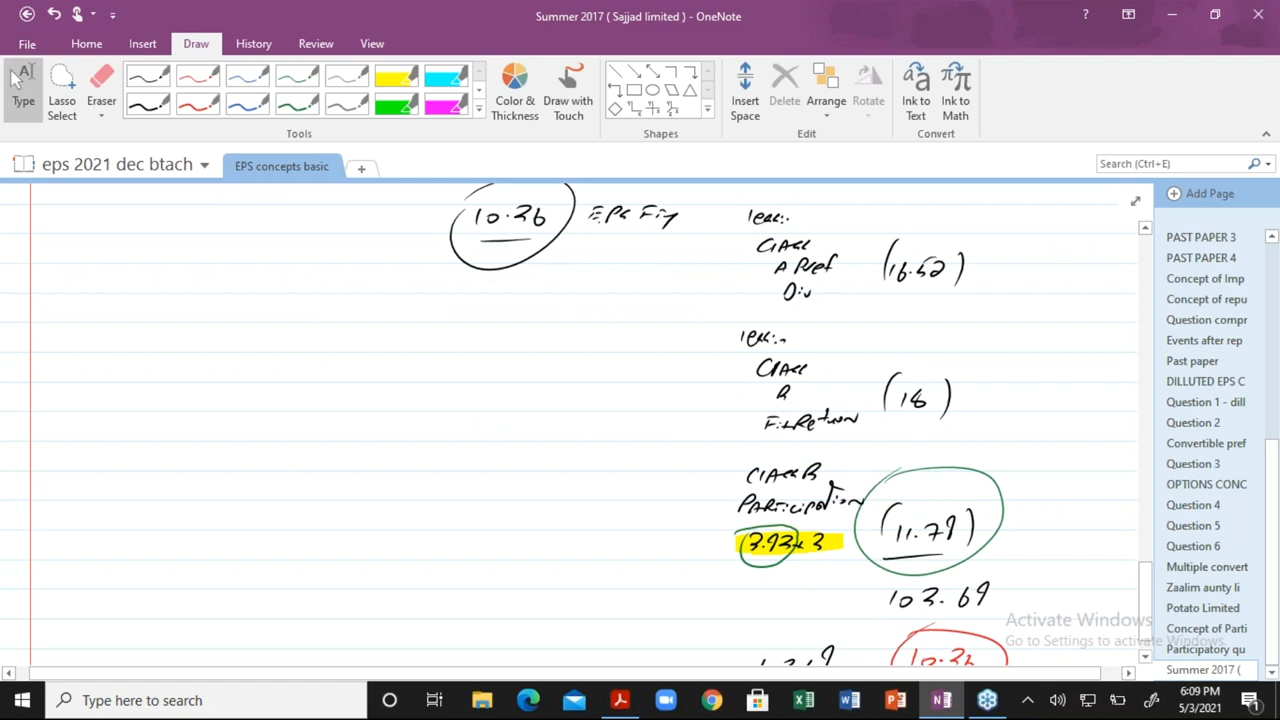 Summer 2017 ( Sajjad limited ) - OneNote
File
Home
Insert
Draw
History
Review
View
Type
Lasso
Select
Eraser
Color &
Thickness
Draw with
Touch
Insert
Space
Delete
Arrange
Rotate
Ink to
Text
Ink to
Math
Tools
Shapes
Edit
Convert
eps 2021 dec btach
EPS concepts basic
Search (Ctrl+E)
Add Page
PAST PAPER 3
PAST PAPER 4
Concept of Imp
Concept of repu
Question compr
Events after rep
Past paper
DILLUTED EPS C
Question 1 - dill
Question 2
Convertible pref
Question 3
OPTIONS CONC
Question 4
Question 5
Question 6
Multiple convert
Zaalim aunty li
Potato Limited
Concept of Parti
Participatory qu
Summer 2017 (
10.26 EPS Fig
less:
Class
A Pref
Div
(16.52)
less:
Class
B
(18)
Class B
Participation
3.93x3
(11.79)
103.69
10.26
Activate Windows
Go to Settings to activate Windows.
Type here to search
6:09 PM
5/3/2021